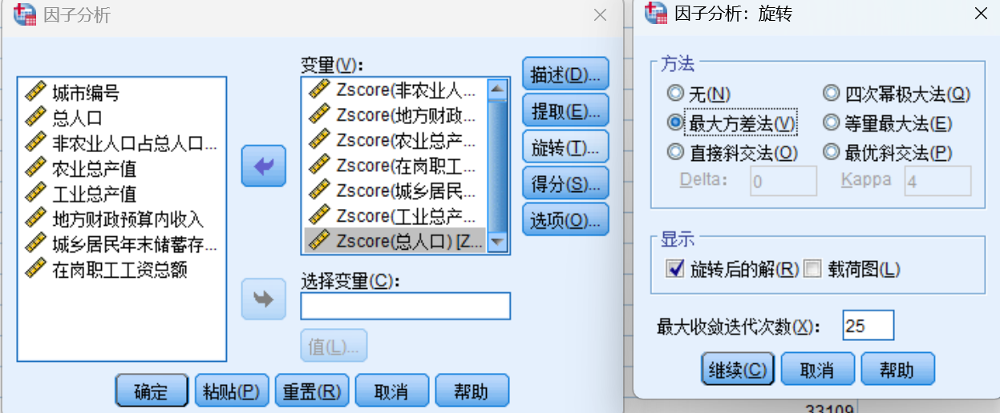 因子分析
城市编号
总人口
非农业人口占总人口...
农业总产值
工业总产值
地方财政预算内收入
城乡居民年末储蓄存...
在岗职工工资总额
变量(V):
Zscore(非农业人...
Zscore(地方财政...
Zscore(农业总产...
Zscore(在岗职工...
Zscore(城乡居民...
Zscore(工业总产...
Zscore(总人口) [Z...
选择变量(C):
值(L)...
描述(D)...
提取(E)...
旋转(T)...
得分(S)...
选项(O)...
确定 粘贴(P) 重置(R) 取消 帮助
因子分析：旋转
方法
无(N) 四次幂极大法(Q)
最大方差法(V) 等量最大法(E)
直接斜交法(O) 最优斜交法(P)
Delta: 0 Kappa 4
显示
旋转后的解(R) 载荷图(L)
最大收敛迭代次数(X): 25
继续(C) 取消 帮助
33109